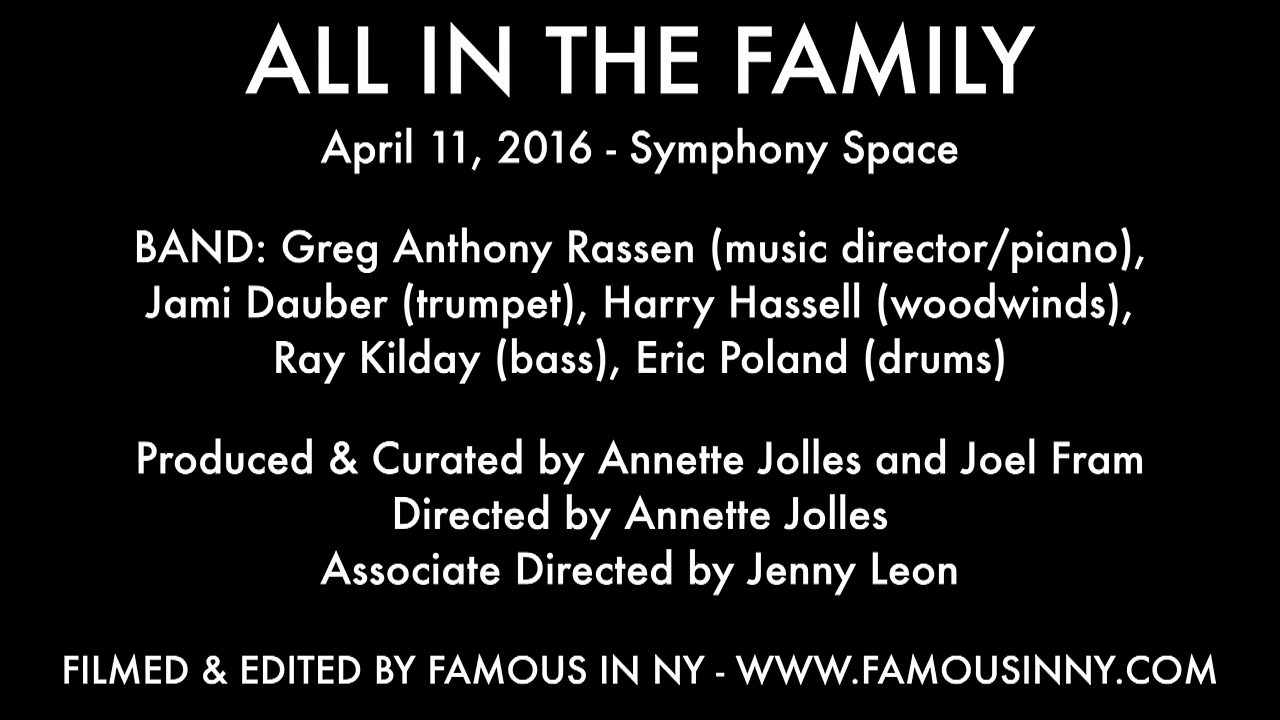 ALL IN THE FAMILY
April 11, 2016 - Symphony Space
BAND: Greg Anthony Rassen (music director/piano),
Jami Dauber (trumpet), Harry Hassell (woodwinds),
Ray Kilday (bass), Eric Poland (drums)
Produced & Curated by Annette Jolles and Joel Fram
Directed by Annette Jolles
Associate Directed by Jenny Leon
FILMED & EDITED BY FAMOUS IN NY - WWW.FAMOUSINNY.COM